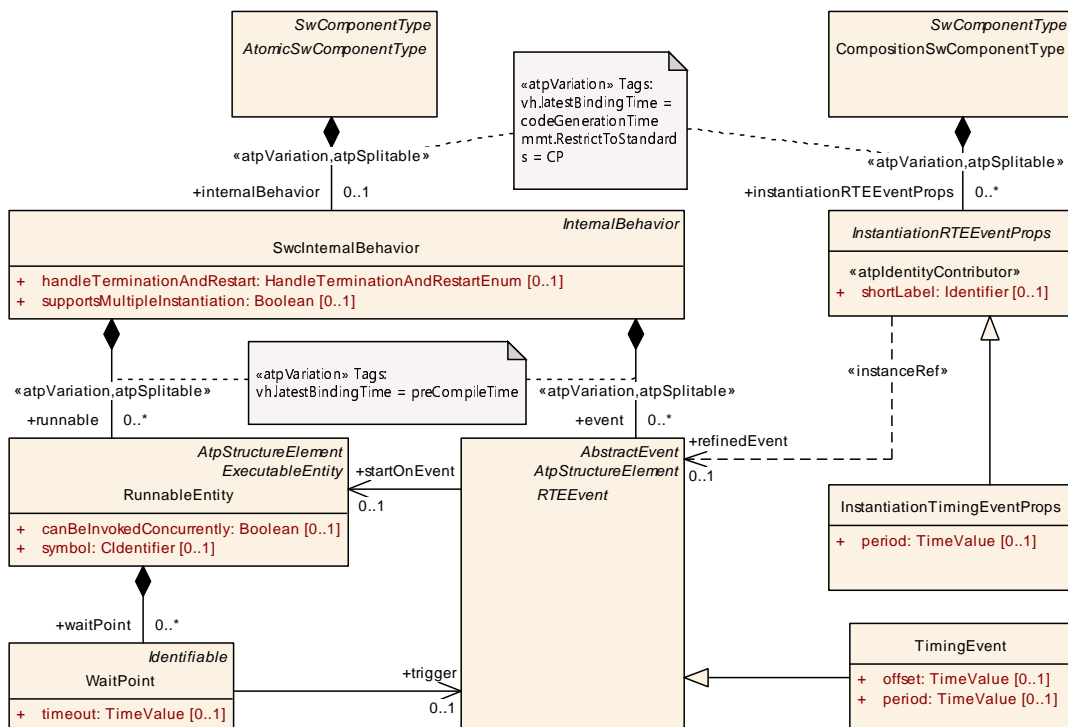 SwComponentType
AtomicSwComponentType
SwComponentType
CompositionSwComponentType
«atpVariation» Tags:
vh.latestBindingTime =
codeGenerationTime
mmt.RestrictToStandard
s = CP
«atpVariation,atpSplitable»
«atpVariation,atpSplitable»
+internalBehavior 0..1
+instantiationRTEEventProps 0..*
InternalBehavior
SwcInternalBehavior
+ handleTerminationAndRestart: HandleTerminationAndRestartEnum [0..1]
+ supportsMultipleInstantiation: Boolean [0..1]
InstantiationRTEEventProps
«atpIdentityContributor»
+ shortLabel: Identifier [0..1]
«atpVariation» Tags:
vh.latestBindingTime = preCompileTime
«atpVariation,atpSplitable»
«atpVariation,atpSplitable»
«instanceRef»
+runnable 0..*
+event 0..*
AtpStructureElement
ExecutableEntity
RunnableEntity
+ canBeInvokedConcurrently: Boolean [0..1]
+ symbol: CIdentifier [0..1]
+startOnEvent
0..1
AbstractEvent
AtpStructureElement
RTEEvent
+refinedEvent
0..1
InstantiationTimingEventProps
+ period: TimeValue [0..1]
+waitPoint 0..*
Identifiable
WaitPoint
+ timeout: TimeValue [0..1]
+trigger
0..1
TimingEvent
+ offset: TimeValue [0..1]
+ period: TimeValue [0..1]